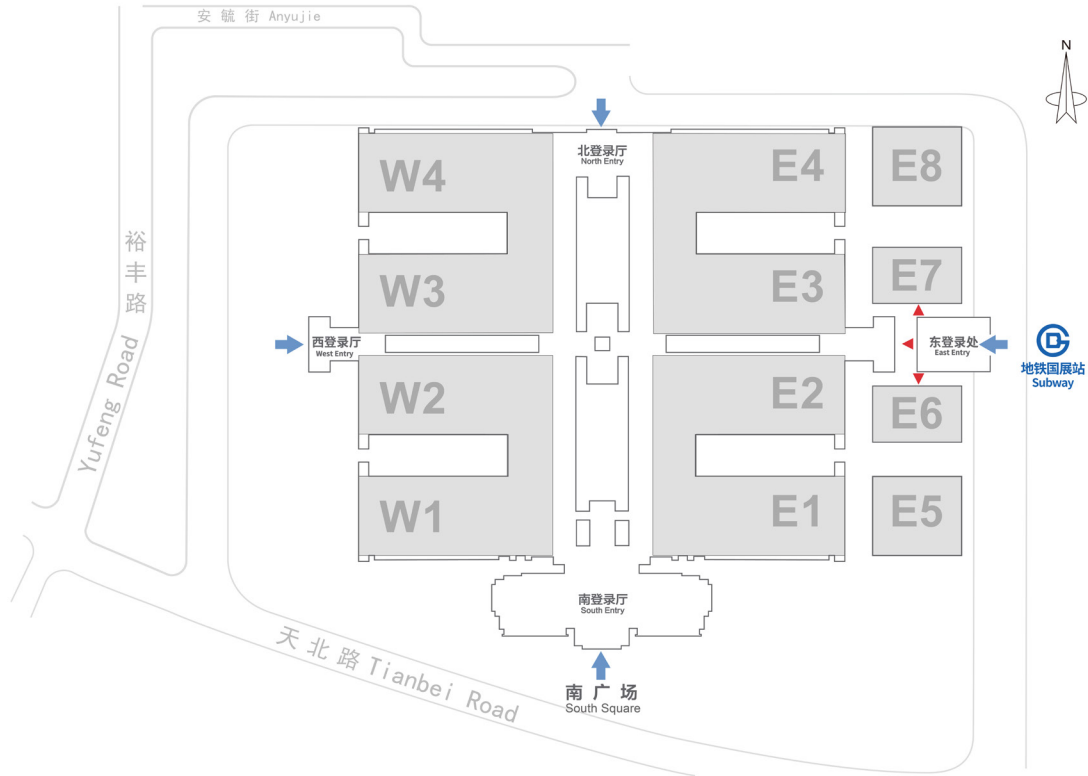 安毓街 Anyujie
N
北登录厅
North Entry
W4
E4
E8
裕丰路
Yufeng Road
W3
E3
E7
西登录厅
West Entry
东登录处
East Entry
地铁国展站
Subway
W2
E2
E6
W1
E1
E5
南登录厅
South Entry
天北路 Tianbei Road
南广场
South Square